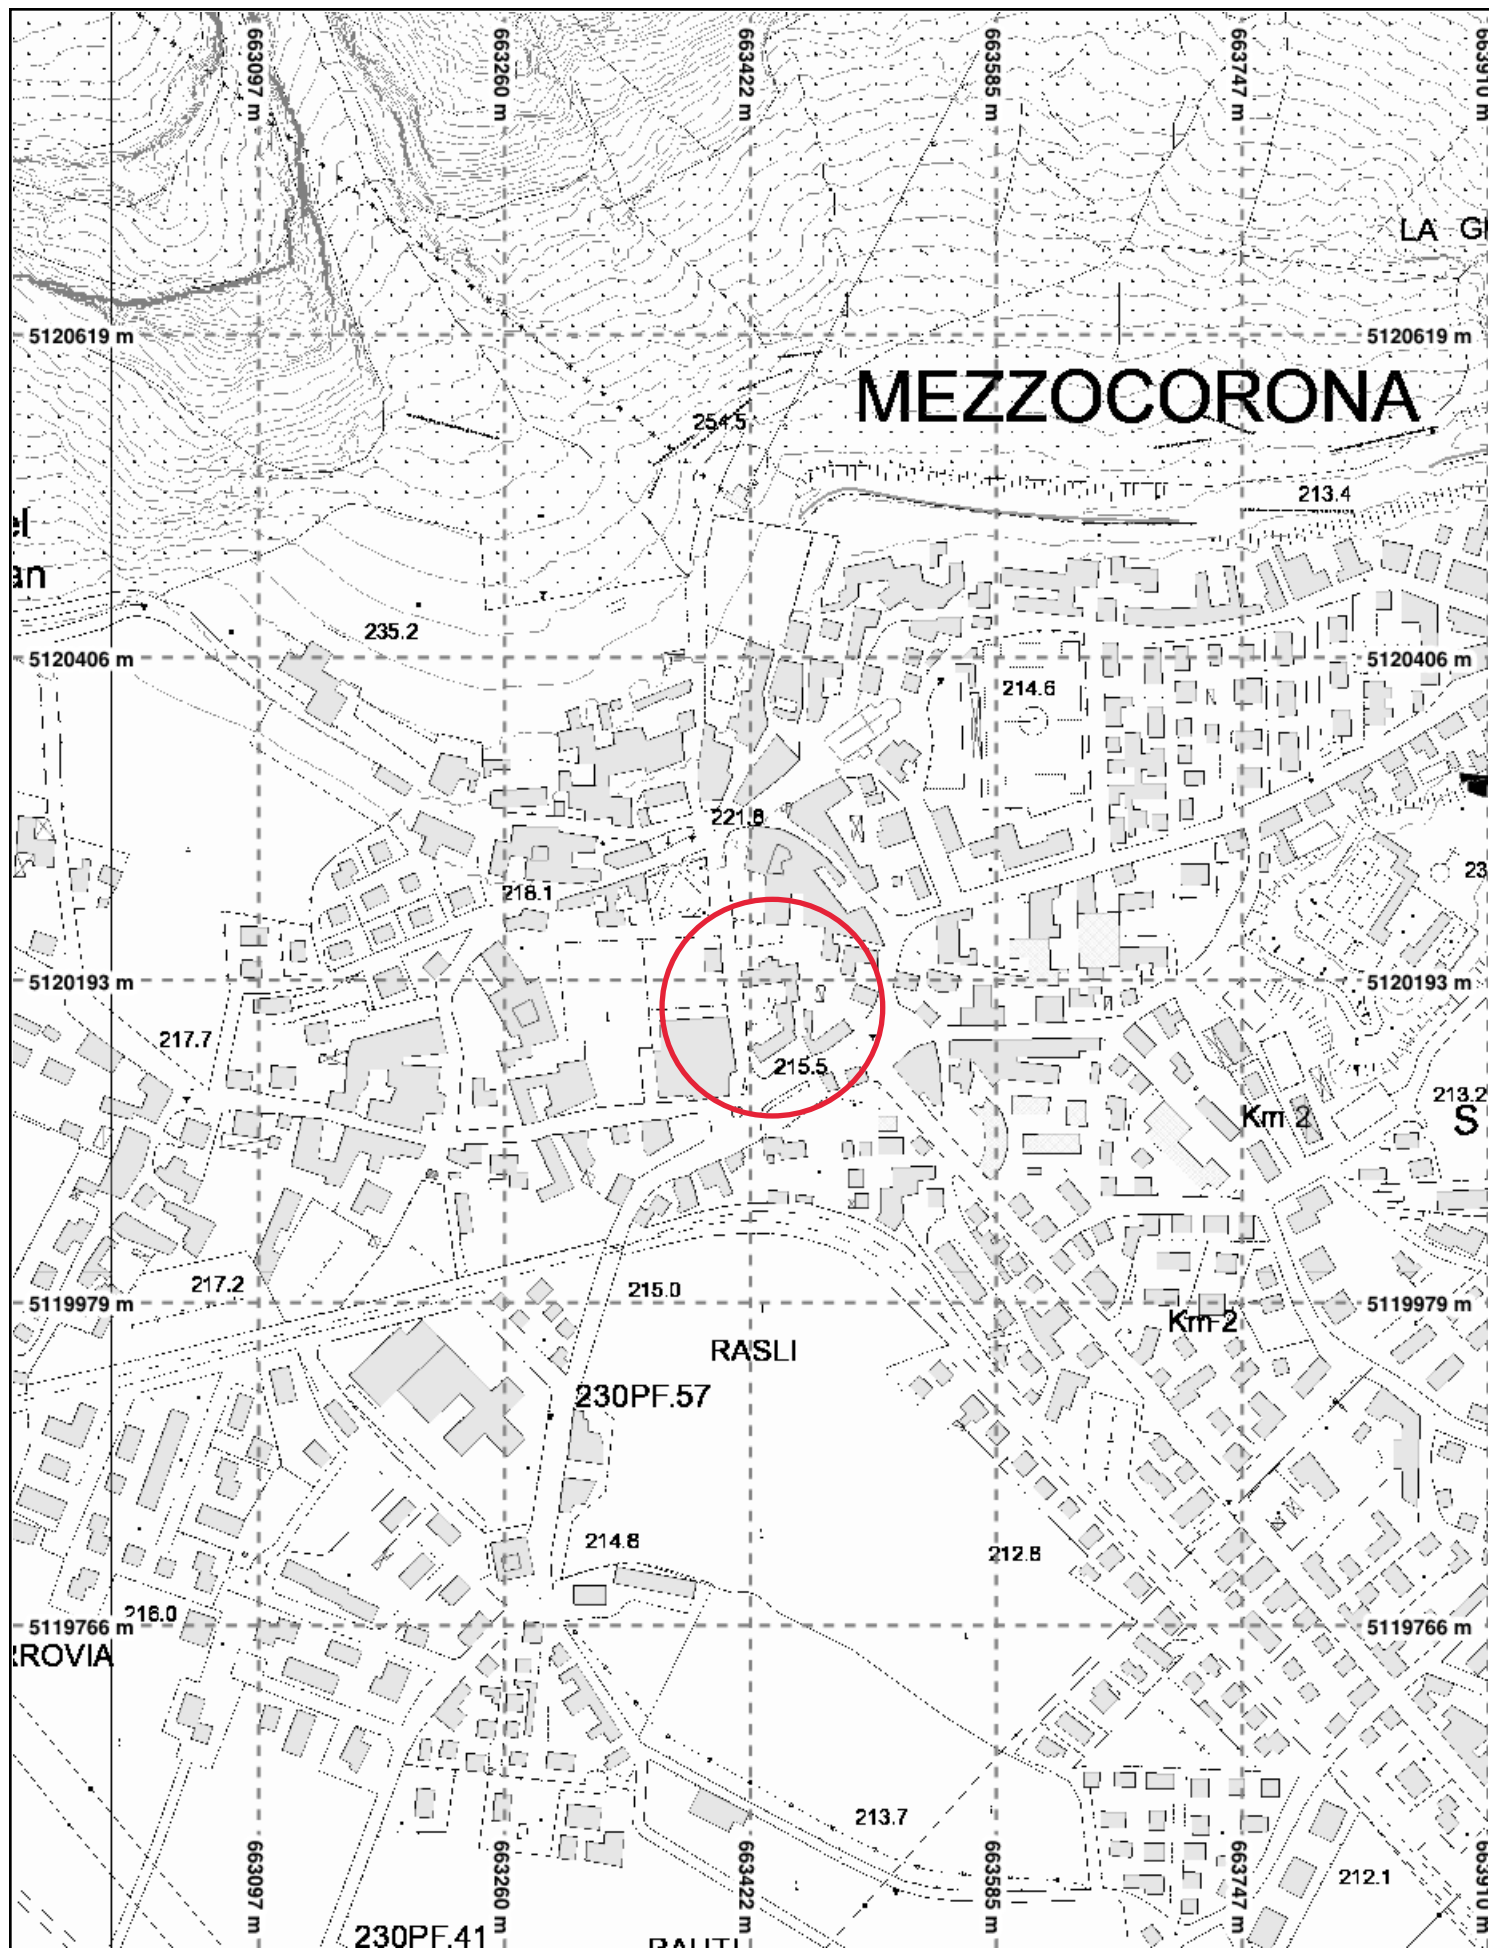 663097 m
663260 m
663422 m
663585 m
663747 m
663910 m
LA
5120619 m
5120619 m
MEZZOCORONA
254.5
213.4
el
an
235.2
5120406 m
5120406 m
214.6
221.8
218.1
23
5120193 m
5120193 m
217.7
215.5
213.2
Km 2
S
217.2
215.0
5119979 m
5119979 m
Km 2
RASLI
230PF.57
214.8
212.8
216.0
5119766 m
5119766 m
RROVIA
213.7
212.1
663097 m
663260 m
663422 m
663585 m
663747 m
663910 m
230PF.41